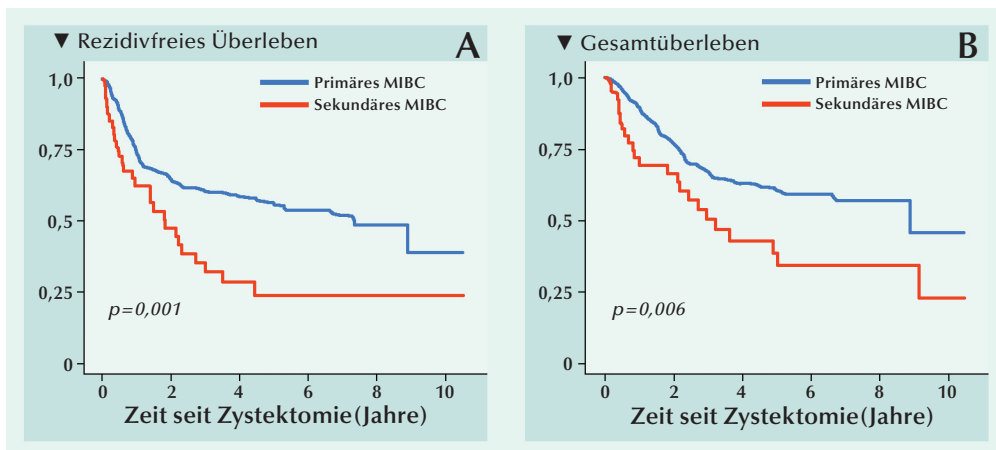 ▼ Rezidivfreies Überleben A
1,0
0,75
0,5
0,25
0
Primäres MIBC
Sekundäres MIBC
p=0,001
0 2 4 6 8 10
Zeit seit Zystektomie(Jahre)
▼ Gesamtüberleben B
1,0
0,75
0,5
0,25
0
Primäres MIBC
Sekundäres MIBC
p=0,006
0 2 4 6 8 10
Zeit seit Zystektomie(Jahre)